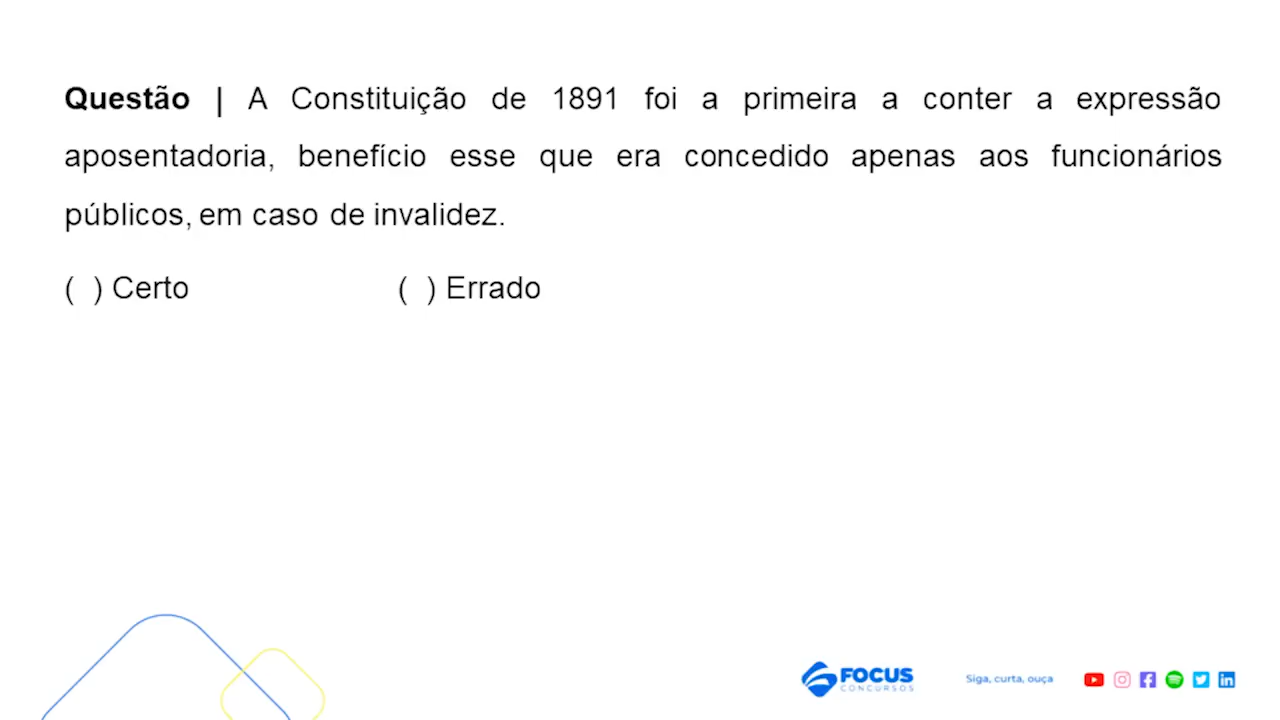 Questão | A Constituição de 1891 foi a primeira a conter a expressão
aposentadoria, benefício esse que era concedido apenas aos funcionários
públicos, em caso de invalidez.
( ) Certo ( ) Errado
FOCUS
CONCURSOS
Siga, curta, ouça